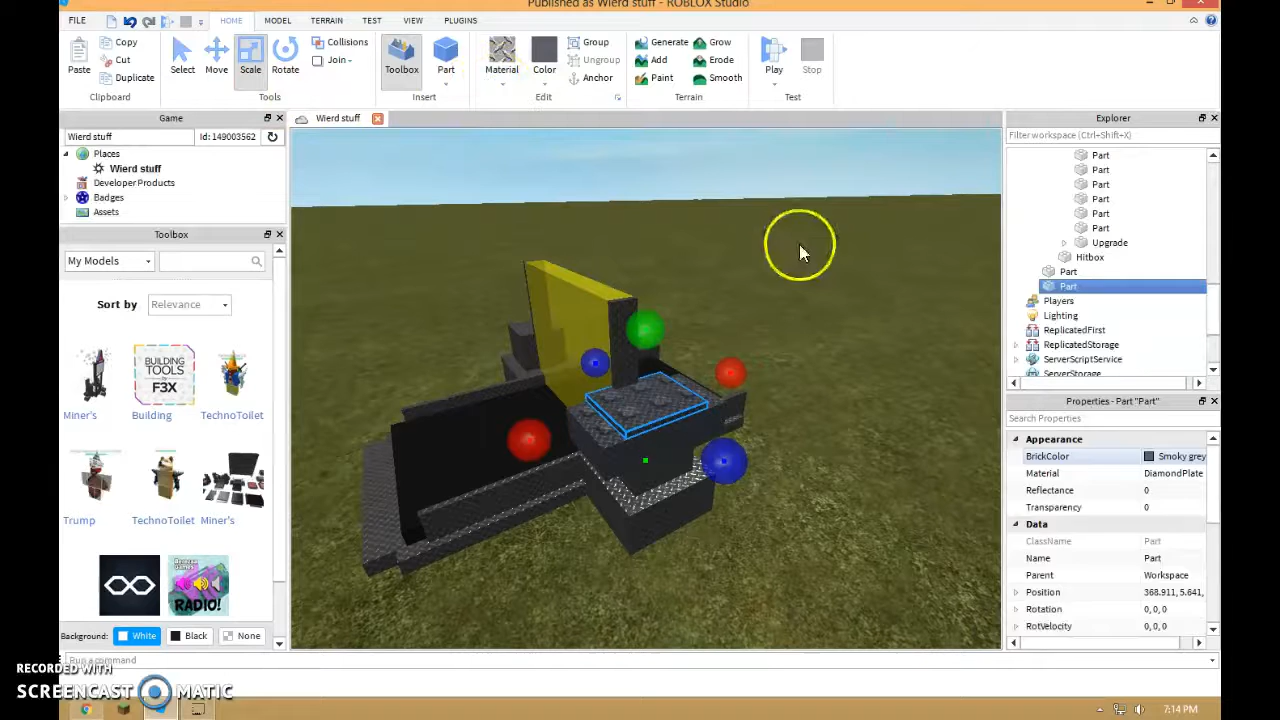 Published as Wierd stuff - ROBLOX Studio
FILE HOME MODEL TERRAIN TEST VIEW PLUGINS
Paste Copy Cut Duplicate
Select Move Scale Rotate Collisions Join
Toolbox Part
Material Color Group Ungroup Anchor
Generate Grow Add Erode Paint Smooth
Play Stop
Clipboard Tools Insert Edit Terrain Test
Game
Wierd stuff Id: 149003562
Places
Wierd stuff
Developer Products
Badges
Assets
Toolbox
My Models
Sort by Relevance
Miner's Building TechnoToilet
BUILDING
TOOLS
by
F3X
Trump TechnoToilet Miner's
RADIO!
Background: White Black None
Wierd stuff
Explorer
Filter workspace (Ctrl+Shift+X)
Part
Part
Part
Part
Part
Part
Upgrade
Hitbox
Part
Part
Players
Lighting
ReplicatedFirst
ReplicatedStorage
ServerScriptService
ServerStorage
Properties - Part "Part"
Search Properties
Appearance
BrickColor Smoky grey
Material DiamondPlate
Reflectance 0
Transparency 0
Data
ClassName Part
Name Part
Parent Workspace
Position 368.911, 5.641,
Rotation 0, 0, 0
RotVelocity 0, 0, 0
Run a command
RECORDED WITH
SCREENCAST MATIC
7:14 PM